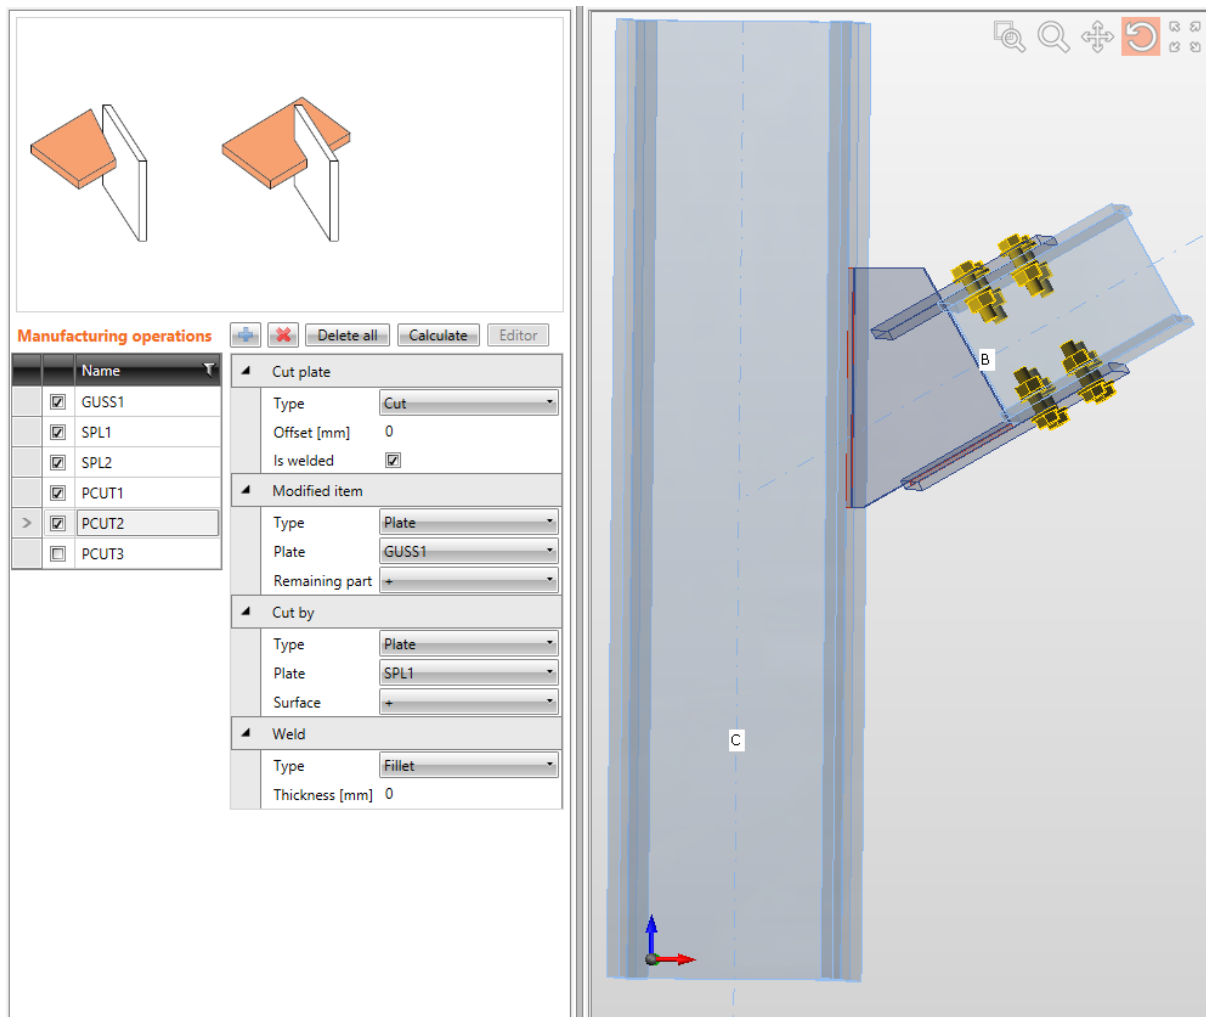 Manufacturing operations
Delete all
Calculate
Editor
Name
GUSS1
SPL1
SPL2
PCUT1
PCUT2
PCUT3
Cut plate
Type Cut
Offset [mm] 0
Is welded
Modified item
Type Plate
Plate GUSS1
Remaining part +
Cut by
Type Plate
Plate SPL1
Surface +
Weld
Type Fillet
Thickness [mm] 0
B
C